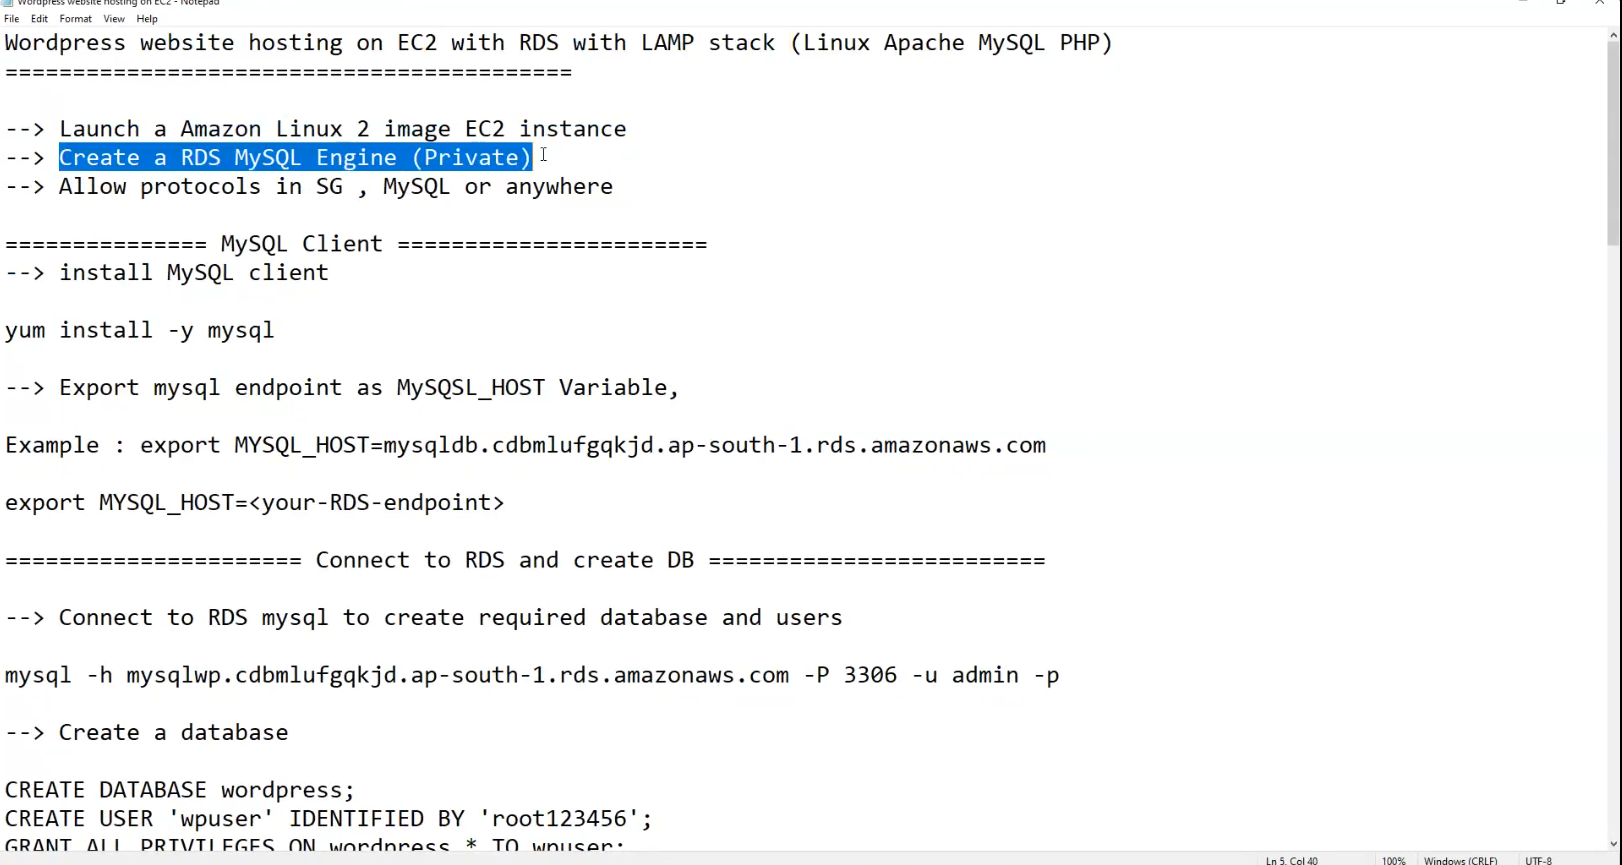 Wordpress website hosting on EC2 - Notepad
File Edit Format View Help
Wordpress website hosting on EC2 with RDS with LAMP stack (Linux Apache MySQL PHP)
==========================================
--> Launch a Amazon Linux 2 image EC2 instance
--> Create a RDS MySQL Engine (Private)
--> Allow protocols in SG , MySQL or anywhere
=============== MySQL Client =======================
--> install MySQL client
yum install -y mysql
--> Export mysql endpoint as MySQSL_HOST Variable,
Example : export MYSQL_HOST=mysqldb.cdbmlufgqkjd.ap-south-1.rds.amazonaws.com
export MYSQL_HOST=<your-RDS-endpoint>
====================== Connect to RDS and create DB =========================
--> Connect to RDS mysql to create required database and users
mysql -h mysqlwp.cdbmlufgqkjd.ap-south-1.rds.amazonaws.com -P 3306 -u admin -p
--> Create a database
CREATE DATABASE wordpress;
CREATE USER 'wpuser' IDENTIFIED BY 'root123456';
GRANT ALL PRIVILEGES ON wordpress.* TO wpuser;
Ln 5, Col 40 100% Windows (CRLF) UTF-8